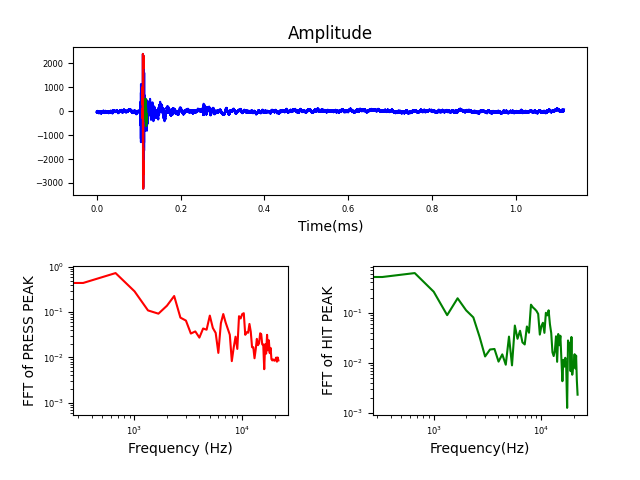 Amplitude
2000
1000
0
−1000
−2000
−3000
0.0 0.2 0.4 0.6 0.8 1.0
Time(ms)
FFT of PRESS PEAK
10⁰
10⁻¹
10⁻²
10⁻³
10³ 10⁴
Frequency (Hz)
FFT of HIT PEAK
10⁻¹
10⁻²
10⁻³
10³ 10⁴
Frequency(Hz)